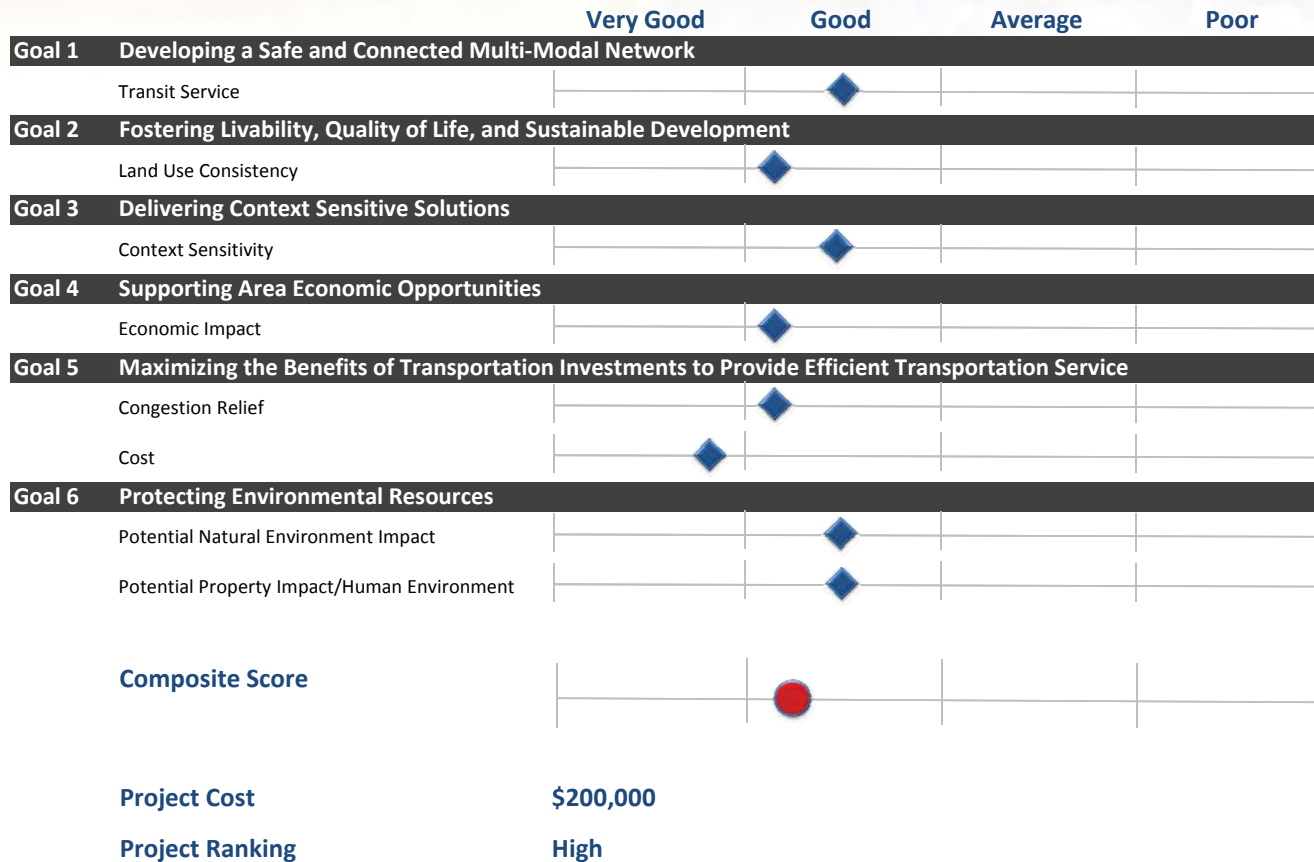 Very Good Good Average Poor
Goal 1 Developing a Safe and Connected Multi-Modal Network
Transit Service
Goal 2 Fostering Livability, Quality of Life, and Sustainable Development
Land Use Consistency
Goal 3 Delivering Context Sensitive Solutions
Context Sensitivity
Goal 4 Supporting Area Economic Opportunities
Economic Impact
Goal 5 Maximizing the Benefits of Transportation Investments to Provide Efficient Transportation Service
Congestion Relief
Cost
Goal 6 Protecting Environmental Resources
Potential Natural Environment Impact
Potential Property Impact/Human Environment
Composite Score
Project Cost $200,000
Project Ranking High